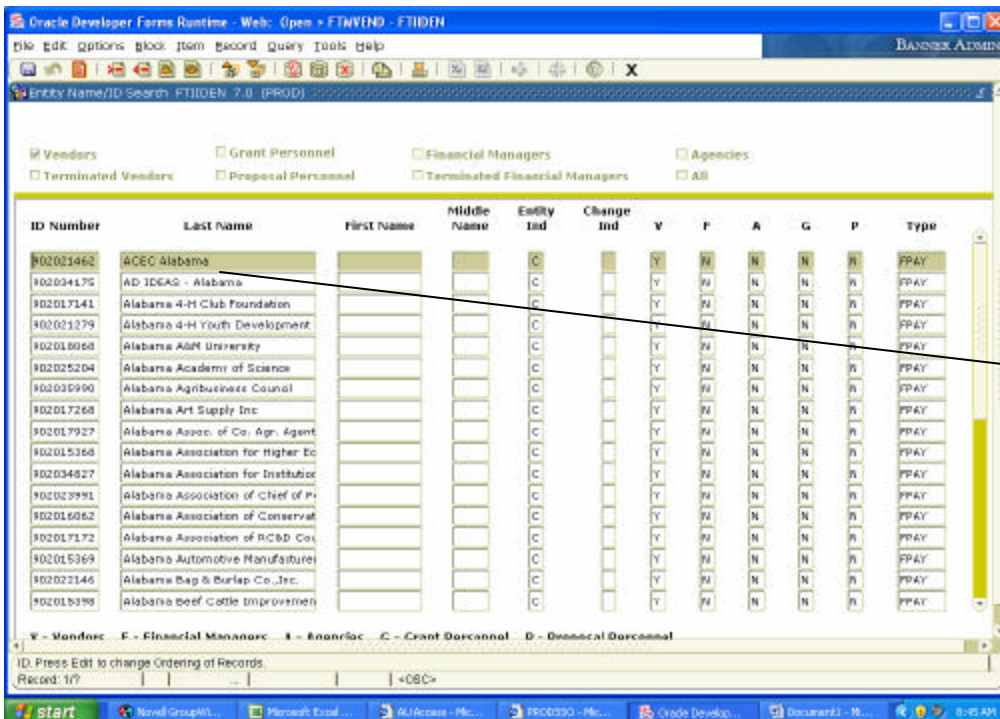 Oracle Developer Forms Runtime - Web: Open > FTMVEND - FTIIDEN
File Edit Options Block Item Record Query Tools Help BANNER ADMIN
Entity Name/ID Search FTIIDEN 7.0 (PROD)
Vendors Grant Personnel Financial Managers Agencies
Terminated Vendors Proposal Personnel Terminated Financial Managers All
ID Number Last Name First Name Middle Name Entity Ind Change Ind V F A G P Type
902021462 ACEC Alabama C Y N N N N FPAY
902034175 AD IDEAS - Alabama C Y N N N N FPAY
902017141 Alabama 4-H Club Foundation C Y N N N N FPAY
902021279 Alabama 4-H Youth Development C Y N N N N FPAY
902018068 Alabama A&M University C Y N N N N FPAY
902025204 Alabama Academy of Science C Y N N N N FPAY
902035990 Alabama Agribusiness Council C Y N N N N FPAY
902017268 Alabama Art Supply Inc C Y N N N N FPAY
902017927 Alabama Assoc. of Co. Agr. Agent C Y N N N N FPAY
902015368 Alabama Association for Higher Ec C Y N N N N FPAY
902034827 Alabama Association for Institution C Y N N N N FPAY
902023991 Alabama Association of Chief of P C Y N N N N FPAY
902016062 Alabama Association of Conservat C Y N N N N FPAY
902017172 Alabama Association of RC&D Cou C Y N N N N FPAY
902015369 Alabama Automotive Manufacturer C Y N N N N FPAY
902022146 Alabama Bag & Burlap Co.,Inc. C Y N N N N FPAY
902015398 Alabama Beef Cattle Improvemen C Y N N N N FPAY
V - Vendors F - Financial Managers A - Agencies G - Grant Personnel P - Proposal Personnel
ID. Press Edit to change Ordering of Records.
Record: 1/? ... <OSC>
start Novell GroupWi... Microsoft Excel ... AU Access - Mic... PRODSSO - Mic... Oracle Develop... Document1 - M... 8:45 AM